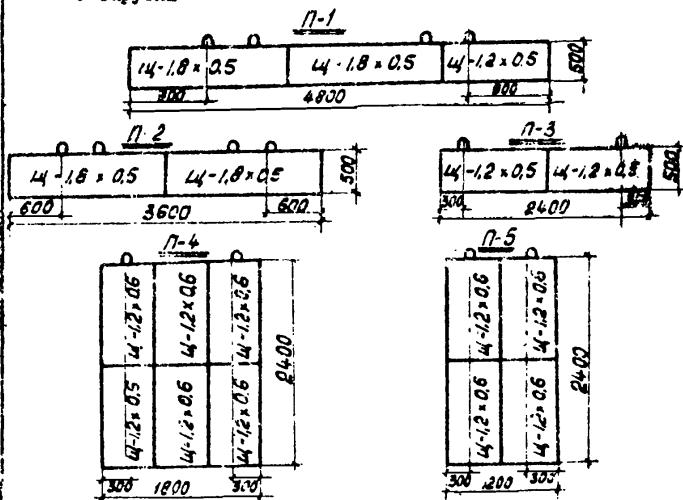 П-1
Щ-1,8 × 0.5 Щ-1,8 × 0.5 Щ-1,2 × 0.5
500
900 900
4800
П-2
Щ-1,8 × 0,5 Щ-1,8 × 0.5
500
600 600
3600
П-3
Щ-1,2 × 0.5 Щ-1,2 × 0.5
500
300
2400
П-4
Щ-1,2 × 0,6 Щ-1,2 × 0,6 Щ-1,2 × 0,6
Щ-1,2 × 0.5 Щ-1,2 × 0,6 Щ-1,2 × 0,6
2400
300 300
1800
П-5
Щ-1,2 × 0,6 Щ-1,2 × 0,6
Щ-1,2 × 0,6 Щ-1,2 × 0.6
2400
300 300
1200